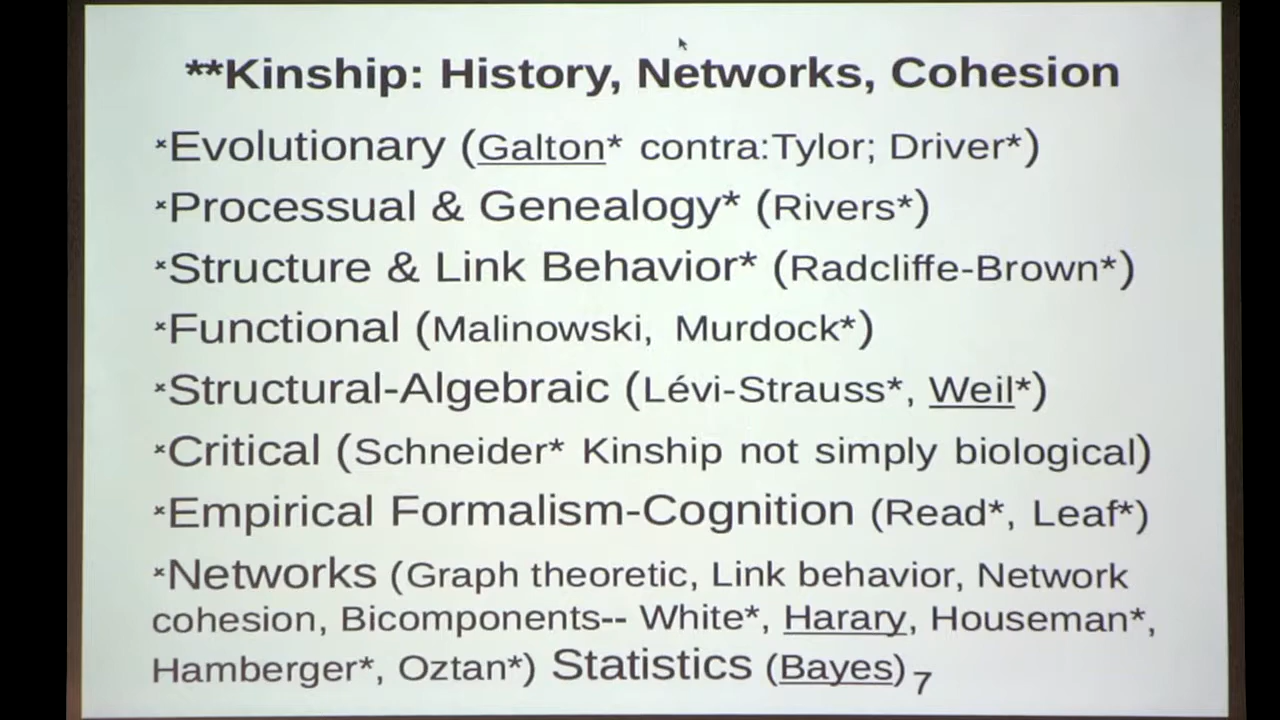 **Kinship: History, Networks, Cohesion
*Evolutionary (Galton* contra:Tylor; Driver*)
*Processual & Genealogy* (Rivers*)
*Structure & Link Behavior* (Radcliffe-Brown*)
*Functional (Malinowski, Murdock*)
*Structural-Algebraic (Lévi-Strauss*, Weil*)
*Critical (Schneider* Kinship not simply biological)
*Empirical Formalism-Cognition (Read*, Leaf*)
*Networks (Graph theoretic, Link behavior, Network
cohesion, Bicomponents-- White*, Harary, Houseman*,
Hamberger*, Oztan*) Statistics (Bayes) 7